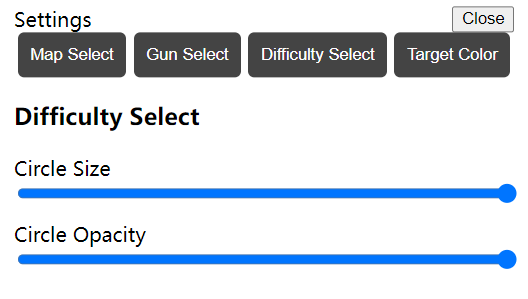 Settings Close
Map Select Gun Select Difficulty Select Target Color
Difficulty Select
Circle Size
Circle Opacity